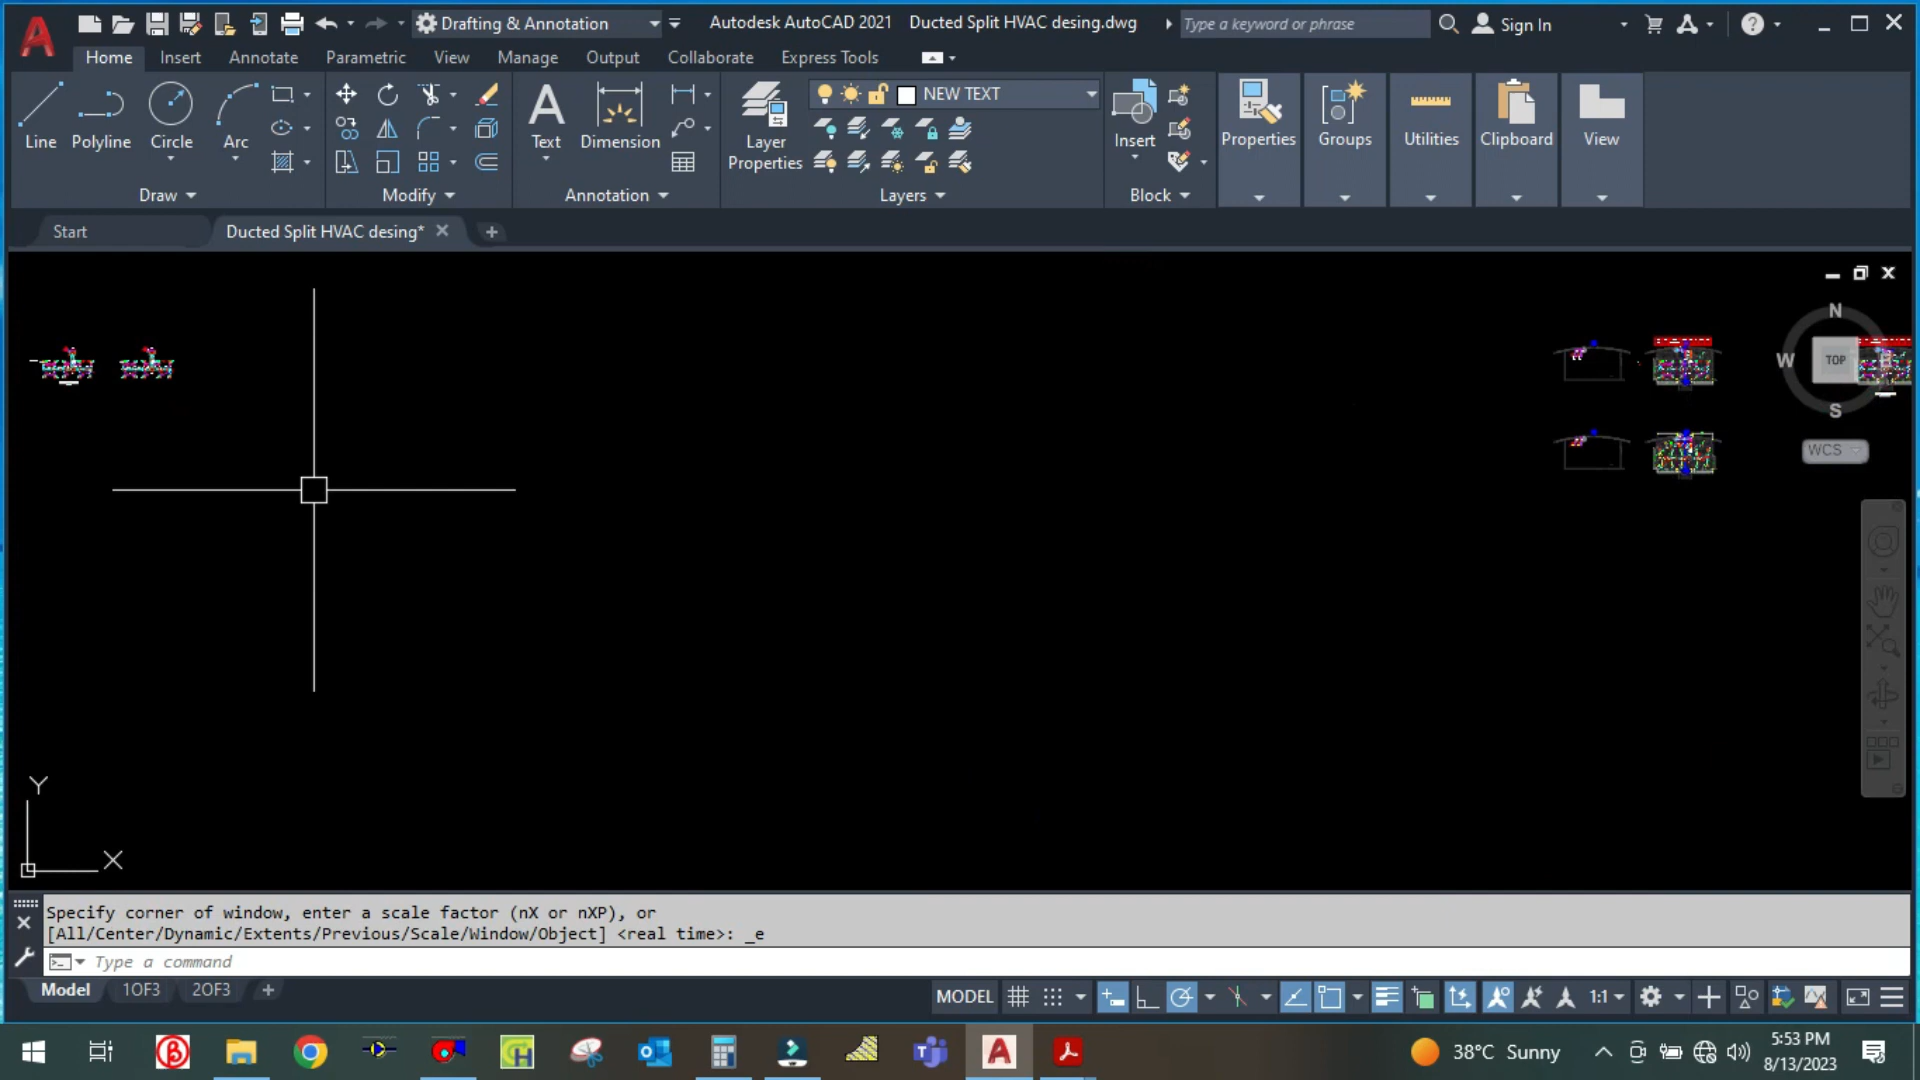 Drafting & Annotation
Autodesk AutoCAD 2021 Ducted Split HVAC desing.dwg
Type a keyword or phrase
Sign In
Home Insert Annotate Parametric View Manage Output Collaborate Express Tools
NEW TEXT
Line Polyline Circle Arc
Text Dimension
Layer
Properties
Insert
Properties Groups Utilities Clipboard View
Draw Modify Annotation Layers Block
Start Ducted Split HVAC desing*
N
W TOP
S
WCS
Y
X
Specify corner of window, enter a scale factor (nX or nXP), or
[All/Center/Dynamic/Extents/Previous/Scale/Window/Object] <real time>: _e
Type a command
Model 1OF3 2OF3
MODEL 1:1
38°C Sunny
5:53 PM
8/13/2023